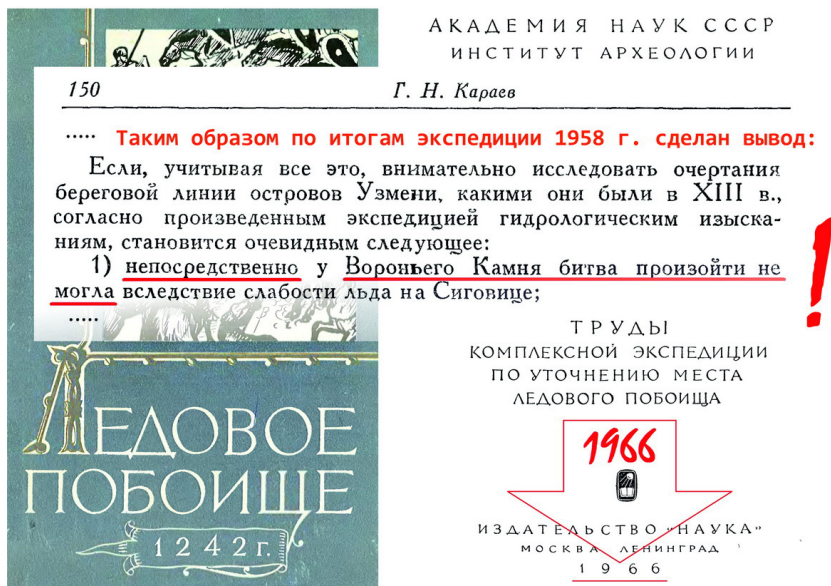 АКАДЕМИЯ НАУК СССР
ИНСТИТУТ АРХЕОЛОГИИ
150 Г. Н. Караев
..... Таким образом по итогам экспедиции 1958 г. сделан вывод:
Если, учитывая все это, внимательно исследовать очертания
береговой линии островов Узмени, какими они были в XIII в.,
согласно произведенным экспедицией гидрологическим изыска-
ниям, становится очевидным следующее:
1) непосредственно у Вороньего Камня битва произойти не
могла вследствие слабости льда на Сиговице;
.....
!
ЛЕДОВОЕ
ПОБОИЩЕ
1242 г.
ТРУДЫ
КОМПЛЕКСНОЙ ЭКСПЕДИЦИИ
ПО УТОЧНЕНИЮ МЕСТА
ЛЕДОВОГО ПОБОИЩА
1966
ИЗДАТЕЛЬСТВО «НАУКА»
МОСКВА ЛЕНИНГРАД
1966